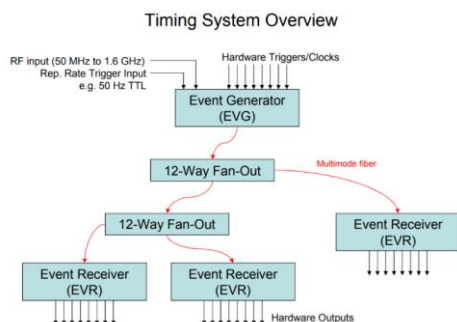 Timing System Overview
RF input (50 MHz to 1.6 GHz)
Rep. Rate Trigger Input
e.g. 50 Hz TTL
Hardware Triggers/Clocks
Event Generator
(EVG)
12-Way Fan-Out
Multimode fiber
12-Way Fan-Out
Event Receiver
(EVR)
Event Receiver
(EVR)
Event Receiver
(EVR)
Hardware Outputs